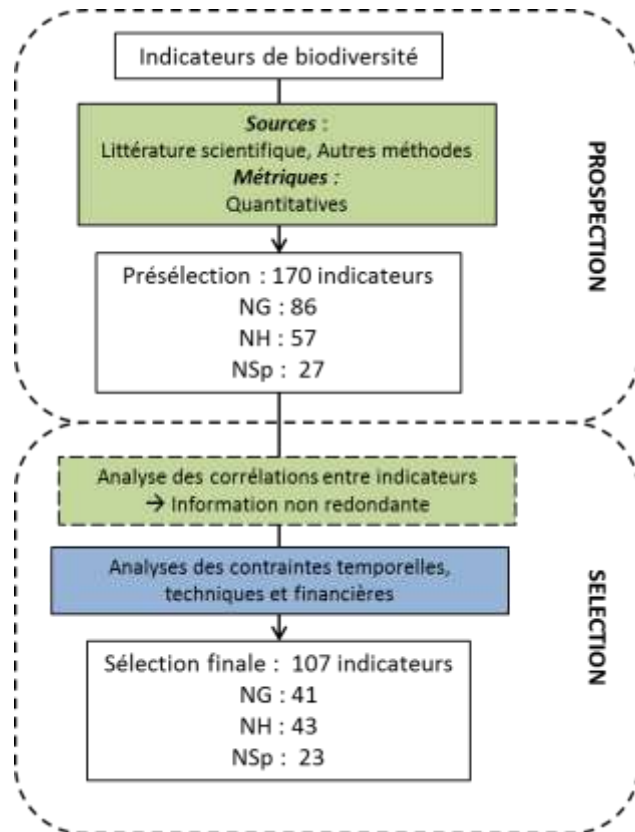 Indicateurs de biodiversité
Sources :
Littérature scientifique, Autres méthodes
Métriques :
Quantitatives
PROSPECTION
Présélection : 170 indicateurs
NG : 86
NH : 57
NSp : 27
Analyse des corrélations entre indicateurs
→ Information non redondante
Analyses des contraintes temporelles,
techniques et financières
SELECTION
Sélection finale : 107 indicateurs
NG : 41
NH : 43
NSp : 23